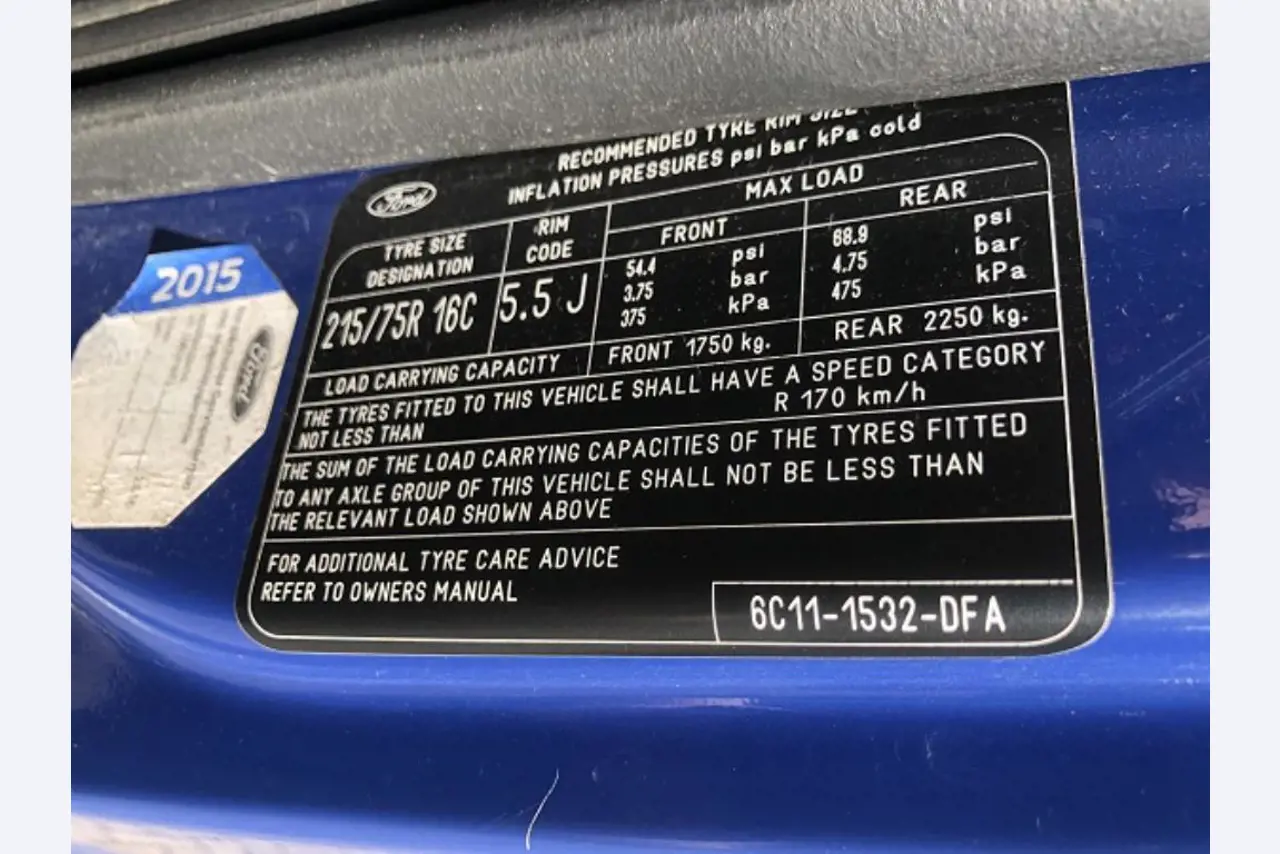 RECOMMENDED TYRE RIM SIZE
INFLATION PRESSURES psi bar kPa cold
Ford
MAX LOAD
TYRE SIZE DESIGNATION
RIM CODE
FRONT
REAR
215/75R 16C
5.5 J
54.4 psi
3.75 bar
375 kPa
68.9 psi
4.75 bar
475 kPa
LOAD CARRYING CAPACITY
FRONT 1750 kg.
REAR 2250 kg.
THE TYRES FITTED TO THIS VEHICLE SHALL HAVE A SPEED CATEGORY
NOT LESS THAN R 170 km/h
THE SUM OF THE LOAD CARRYING CAPACITIES OF THE TYRES FITTED
TO ANY AXLE GROUP OF THIS VEHICLE SHALL NOT BE LESS THAN
THE RELEVANT LOAD SHOWN ABOVE
FOR ADDITIONAL TYRE CARE ADVICE
REFER TO OWNERS MANUAL
6C11-1532-DFA
2015
Ford